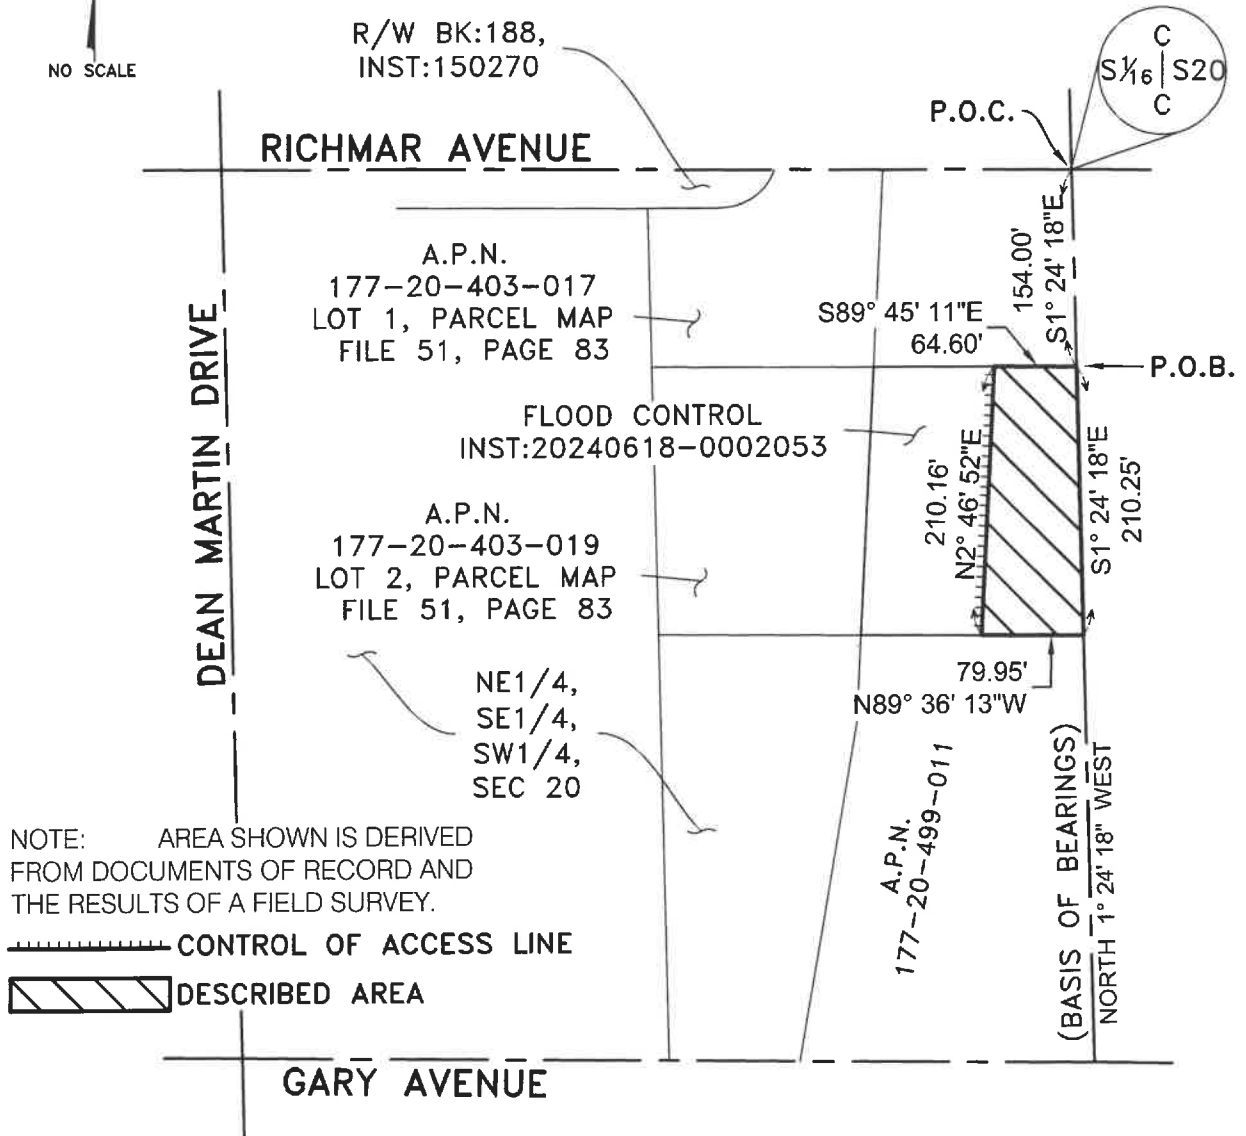 NO SCALE
R/W BK:188,
INST:150270
C
S1/16 | S20
C
P.O.C.
RICHMAR AVENUE
154.00'
S1° 24' 18"E
A.P.N.
177-20-403-017
LOT 1, PARCEL MAP
FILE 51, PAGE 83
S89° 45' 11"E
64.60'
P.O.B.
DEAN MARTIN DRIVE
FLOOD CONTROL
INST:20240618-0002053
210.16'
N2° 46' 52"E
S1° 24' 18"E
210.25'
A.P.N.
177-20-403-019
LOT 2, PARCEL MAP
FILE 51, PAGE 83
79.95'
N89° 36' 13"W
NE1/4,
SE1/4,
SW1/4,
SEC 20
A.P.N.
177-20-499-011
(BASIS OF BEARINGS)
NORTH 1° 24' 18" WEST
NOTE: AREA SHOWN IS DERIVED
FROM DOCUMENTS OF RECORD AND
THE RESULTS OF A FIELD SURVEY.
CONTROL OF ACCESS LINE
DESCRIBED AREA
GARY AVENUE